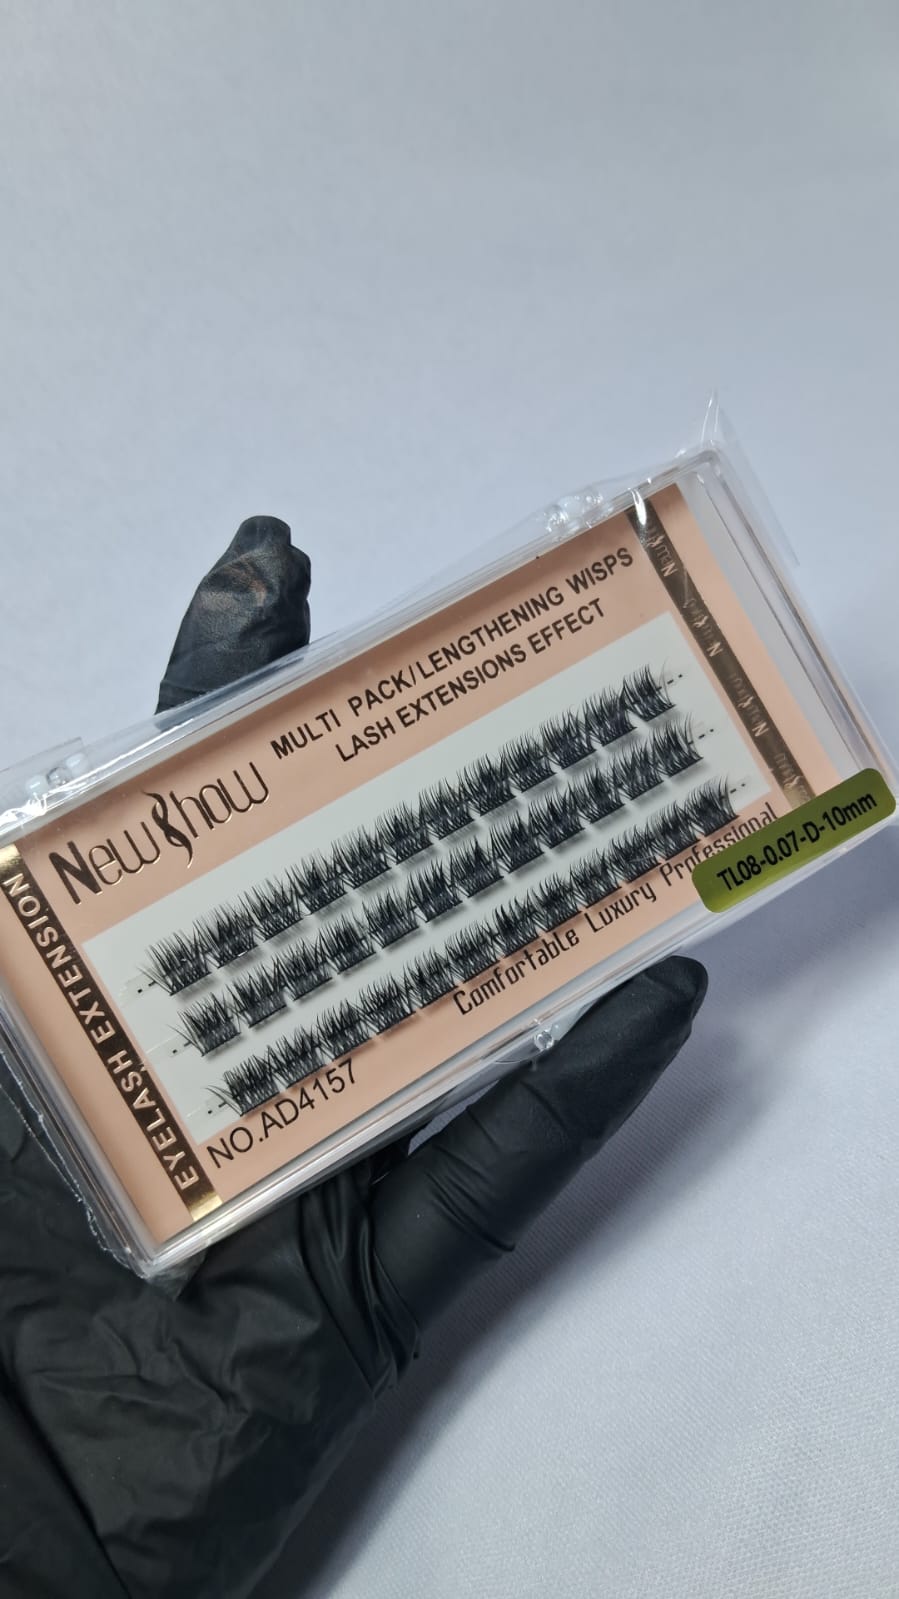 MULTI PACK/LENGTHENING WISPS
LASH EXTENSIONS EFFECT
NewShow
EYELASH EXTENSION
Comfortable Luxury Professional
NO.AD4157
TL08-0.07-D-10mm